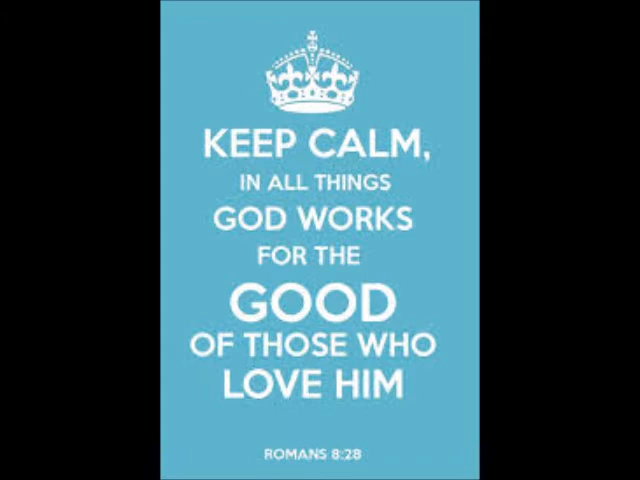 KEEP CALM,
IN ALL THINGS
GOD WORKS
FOR THE
GOOD
OF THOSE WHO
LOVE HIM
ROMANS 8:28